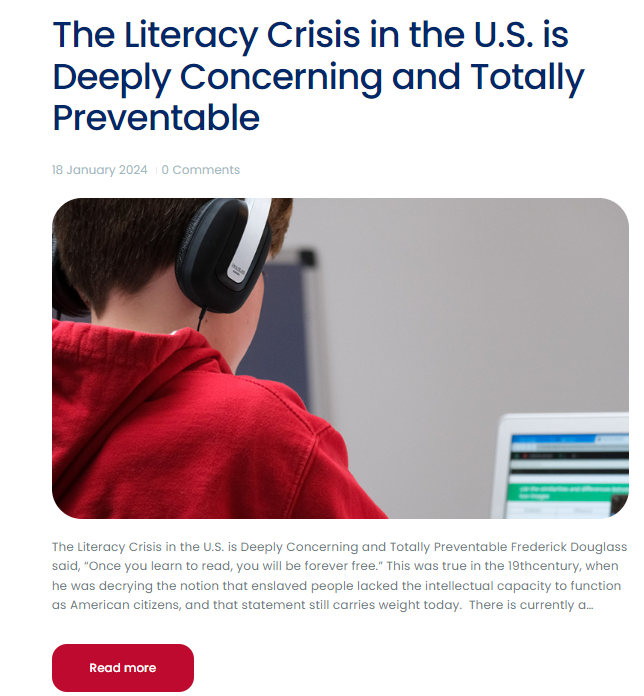 The Literacy Crisis in the U.S. is
Deeply Concerning and Totally
Preventable
18 January 2024 | 0 Comments
The Literacy Crisis in the U.S. is Deeply Concerning and Totally Preventable Frederick Douglass
said, “Once you learn to read, you will be forever free.” This was true in the 19thcentury, when
he was decrying the notion that enslaved people lacked the intellectual capacity to function
as American citizens, and that statement still carries weight today.  There is currently a...
Read more